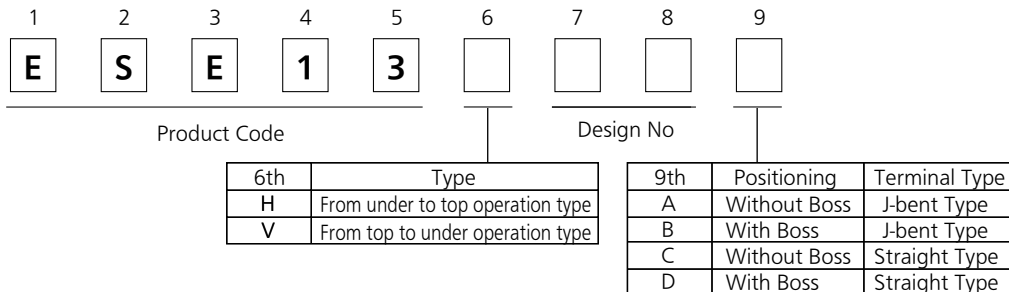 1 2 3 4 5 6 7 8 9
E S E 1 3
Product Code Design No
6th Type
H From under to top operation type
V From top to under operation type
9th Positioning Terminal Type
A Without Boss J-bent Type
B With Boss J-bent Type
C Without Boss Straight Type
D With Boss Straight Type